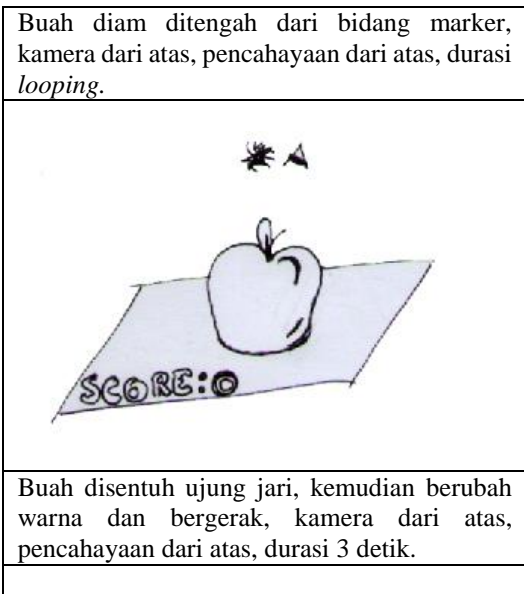 Buah diam ditengah dari bidang marker,
kamera dari atas, pencahayaan dari atas, durasi
looping.
SCORE:0
Buah disentuh ujung jari, kemudian berubah
warna dan bergerak, kamera dari atas,
pencahayaan dari atas, durasi 3 detik.